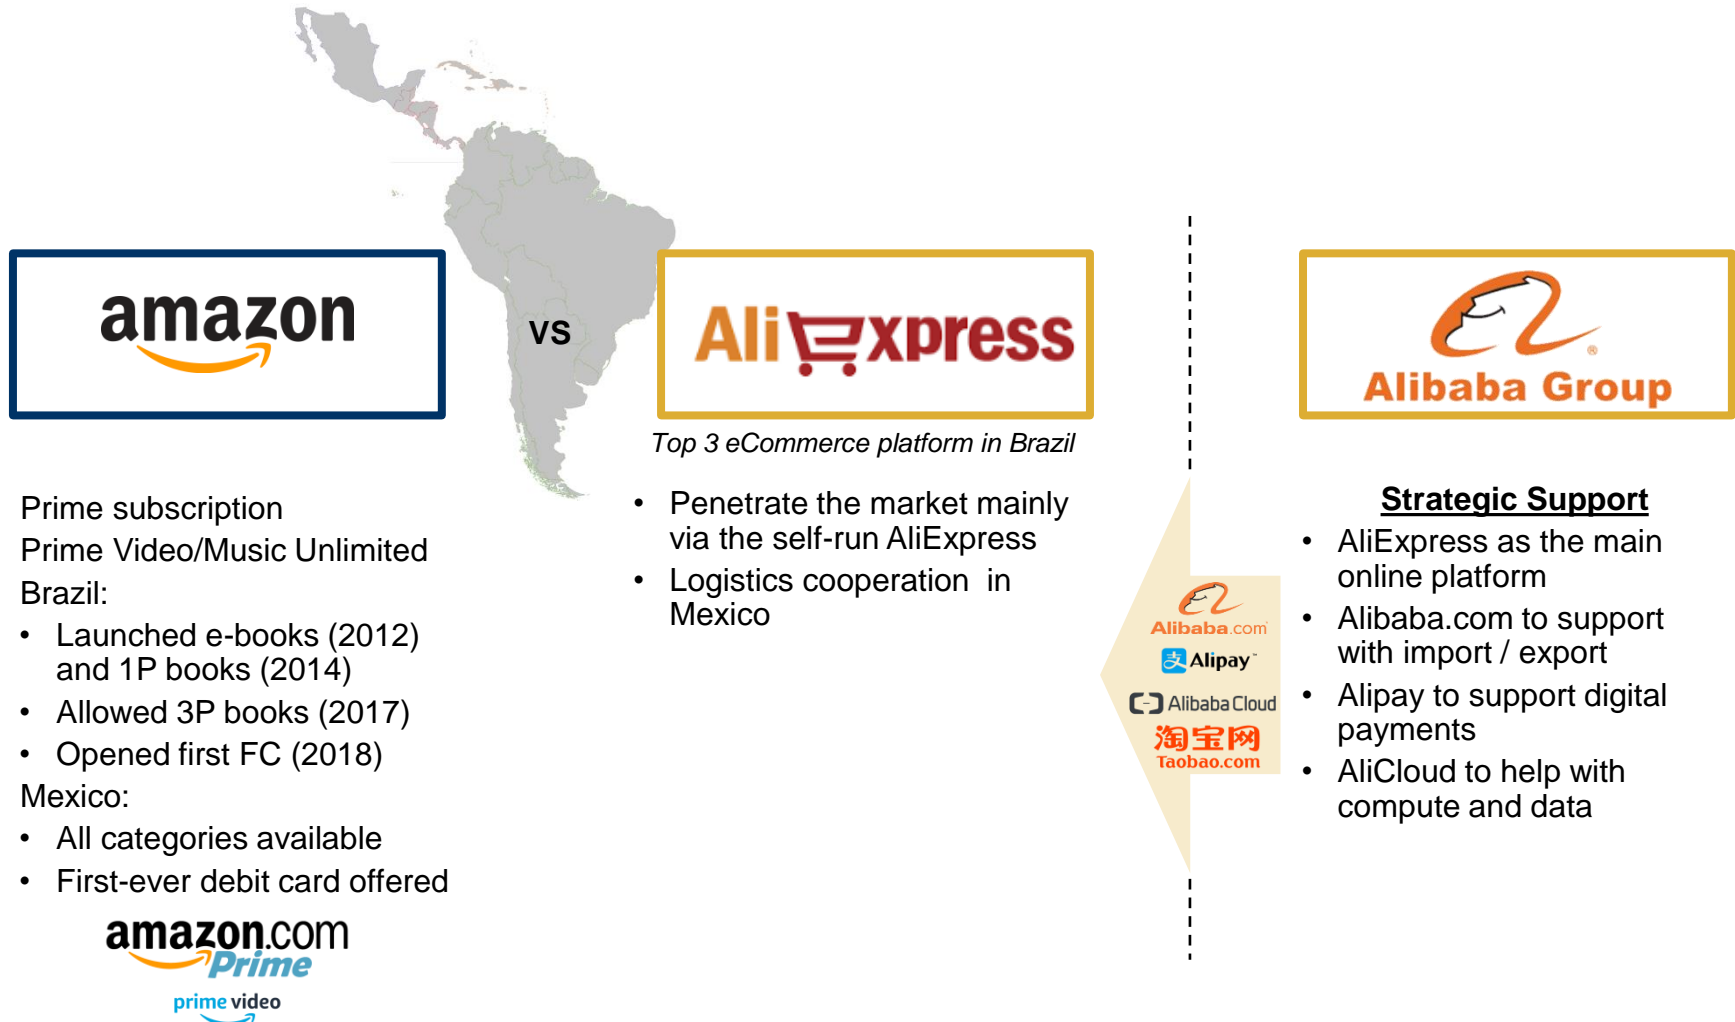 amazon
VS
AliExpress
Alibaba Group
®
Top 3 eCommerce platform in Brazil
Prime subscription
Prime Video/Music Unlimited
Brazil:
• Launched e-books (2012)
and 1P books (2014)
• Allowed 3P books (2017)
• Opened first FC (2018)
Mexico:
• All categories available
• First-ever debit card offered
amazon.com
Prime
prime video
• Penetrate the market mainly
via the self-run AliExpress
• Logistics cooperation in
Mexico
Alibaba.com
支 Alipay
Alibaba Cloud
淘宝网
Taobao.com
Strategic Support
• AliExpress as the main
online platform
• Alibaba.com to support
with import / export
• Alipay to support digital
payments
• AliCloud to help with
compute and data